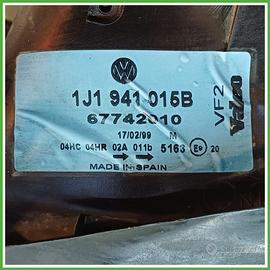 1J1 941 015B
67742010
17/02/99 M
04HC 04HR 02A 011b 5163 E9 20
MADE IN SPAIN
VF2
Valeo